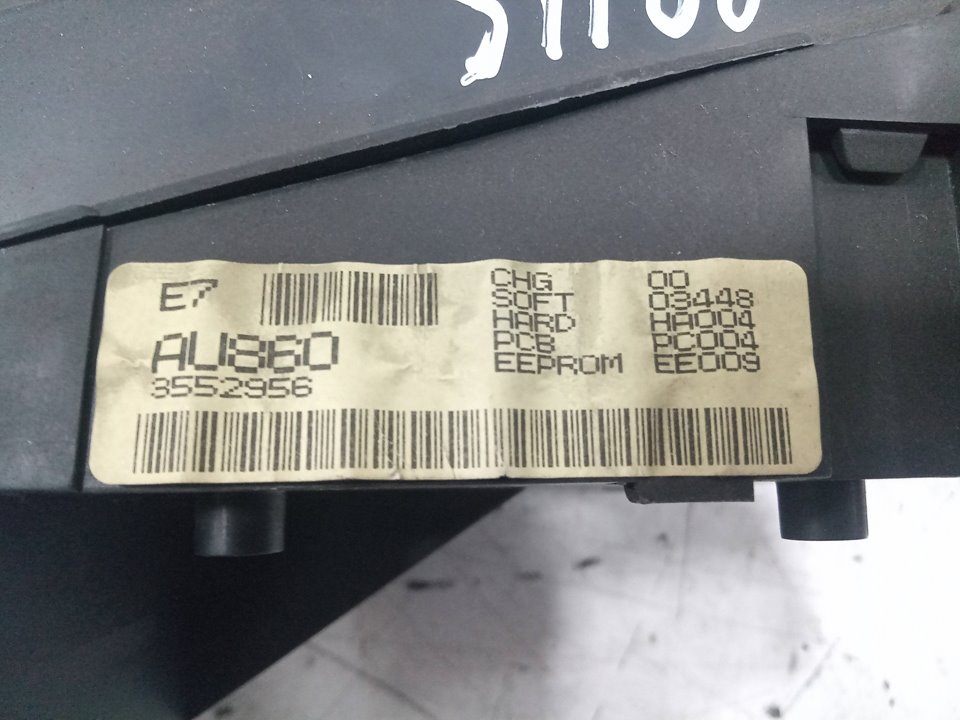 E7
AU860
3552956
CHG 00
SOFT 03448
HARD HA004
PCB PC004
EEPROM EE009